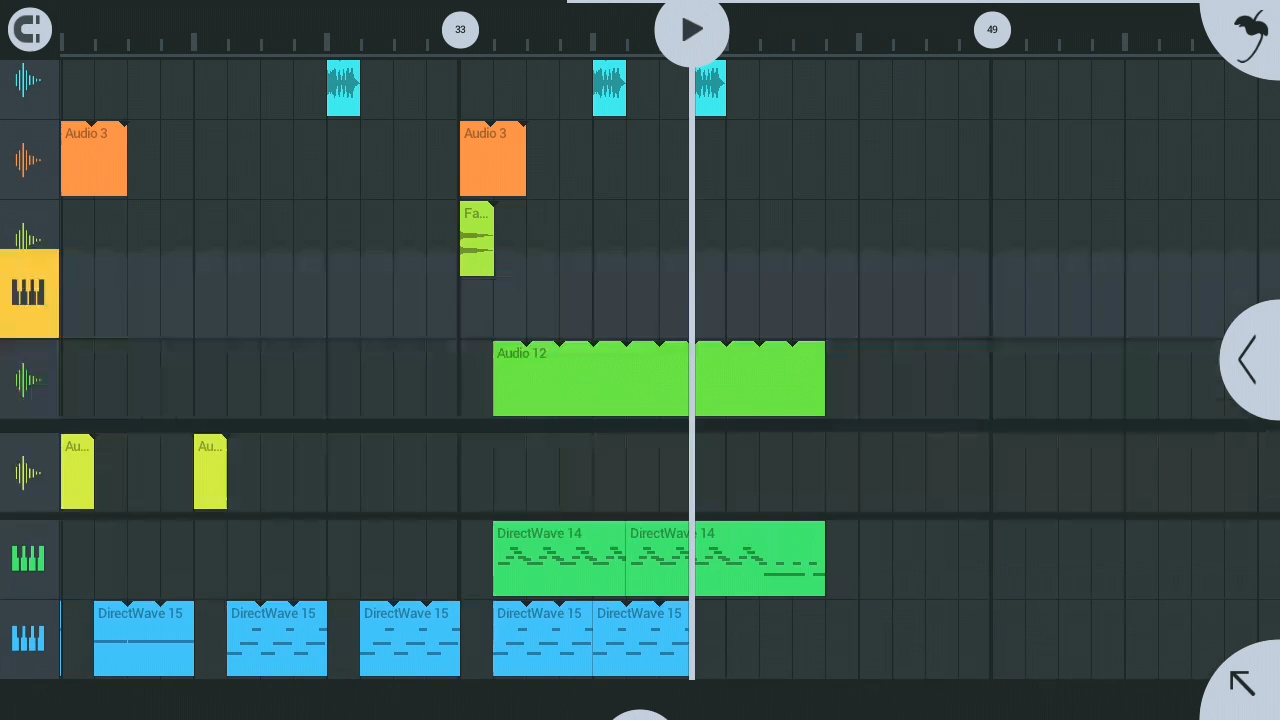 33
49
Audio 3
Audio 3
Fa...
Audio 12
Au...
Au...
DirectWave 14
DirectWave 14
DirectWave 15
DirectWave 15
DirectWave 15
DirectWave 15
DirectWave 15